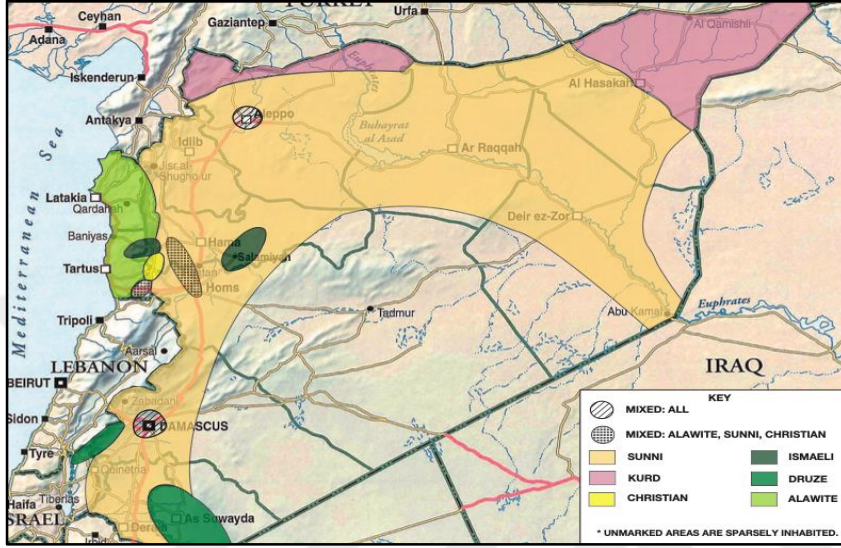 TURKEY
Ceyhan
Adana
Gaziantep
Urfa
Al Qamishli
Iskenderun
Euphrates
Al Hasakah
Antakya
Aleppo
Idlib
Buhayrat
al Asad
Ar Raqqah
Jisr al-
Shughour
Mediterranean Sea
Latakia
Qardahah
Deir ez-Zor
Baniyas
Hama
Salamiyah
Tartus
Homs
Tadmur
Abu Kamal
Euphrates
Tripoli
Aarsal
LEBANON
IRAQ
BEIRUT
Zabadani
Sidon
DAMASCUS
Tyre
Quinetra
Haifa
Tiberias
ISRAEL
As Suwayda
Deraa
Irbid
KEY
MIXED: ALL
MIXED: ALAWITE, SUNNI, CHRISTIAN
SUNNI
ISMAELI
KURD
DRUZE
CHRISTIAN
ALAWITE
* UNMARKED AREAS ARE SPARSELY INHABITED.